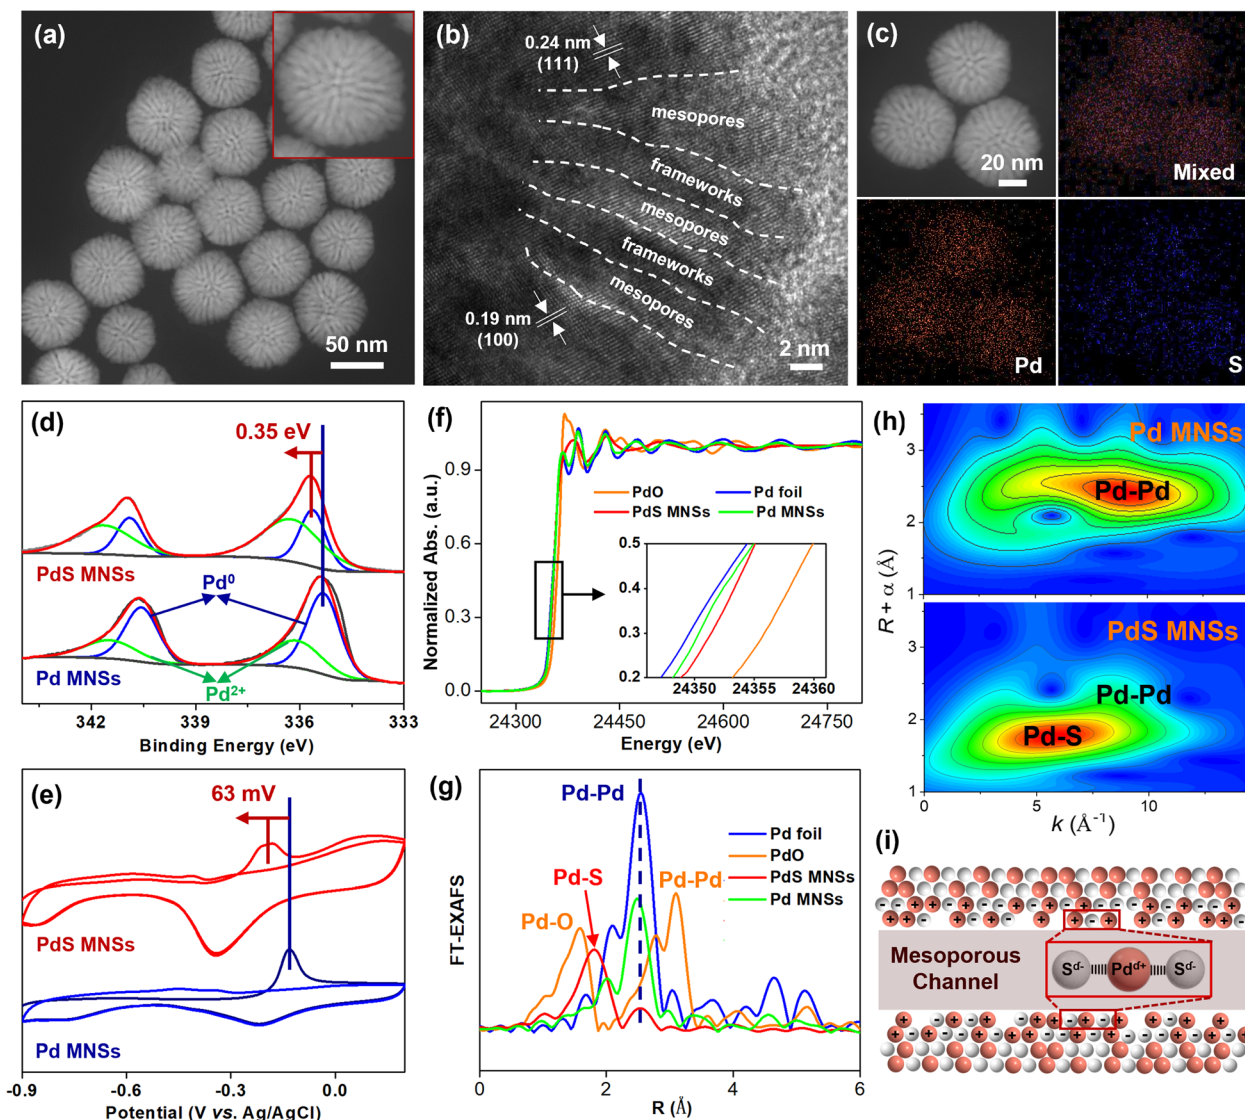 (a)
50 nm
(b)
0.24 nm
(111)
mesopores
frameworks
mesopores
frameworks
mesopores
0.19 nm
(100)
2 nm
(c)
20 nm
Mixed
Pd
S
(d)
0.35 eV
PdS MNSs
Pd⁰
Pd MNSs
Pd²⁺
342 339 336 333
Binding Energy (eV)
(e)
63 mV
PdS MNSs
Pd MNSs
-0.9 -0.6 -0.3 0.0
Potential (V vs. Ag/AgCl)
(f)
Normalized Abs. (a.u.)
0.9
0.6
0.3
0.0
PdO
Pd foil
PdS MNSs
Pd MNSs
0.5
0.4
0.3
0.2
24350 24355 24360
24300 24450 24600 24750
Energy (eV)
(g)
FT-EXAFS
Pd-Pd
Pd-S
Pd-O
Pd-Pd
Pd foil
PdO
PdS MNSs
Pd MNSs
0 1 2 3 4 5 6
R (Å)
(h)
Pd MNSs
Pd-Pd
3
2
1
R + α (Å)
PdS MNSs
Pd-Pd
Pd-S
3
2
1
0 5 10
k (Å⁻¹)
(i)
Mesoporous
Channel
Sᵈ⁻ Pdᵈ⁺ Sᵈ⁻